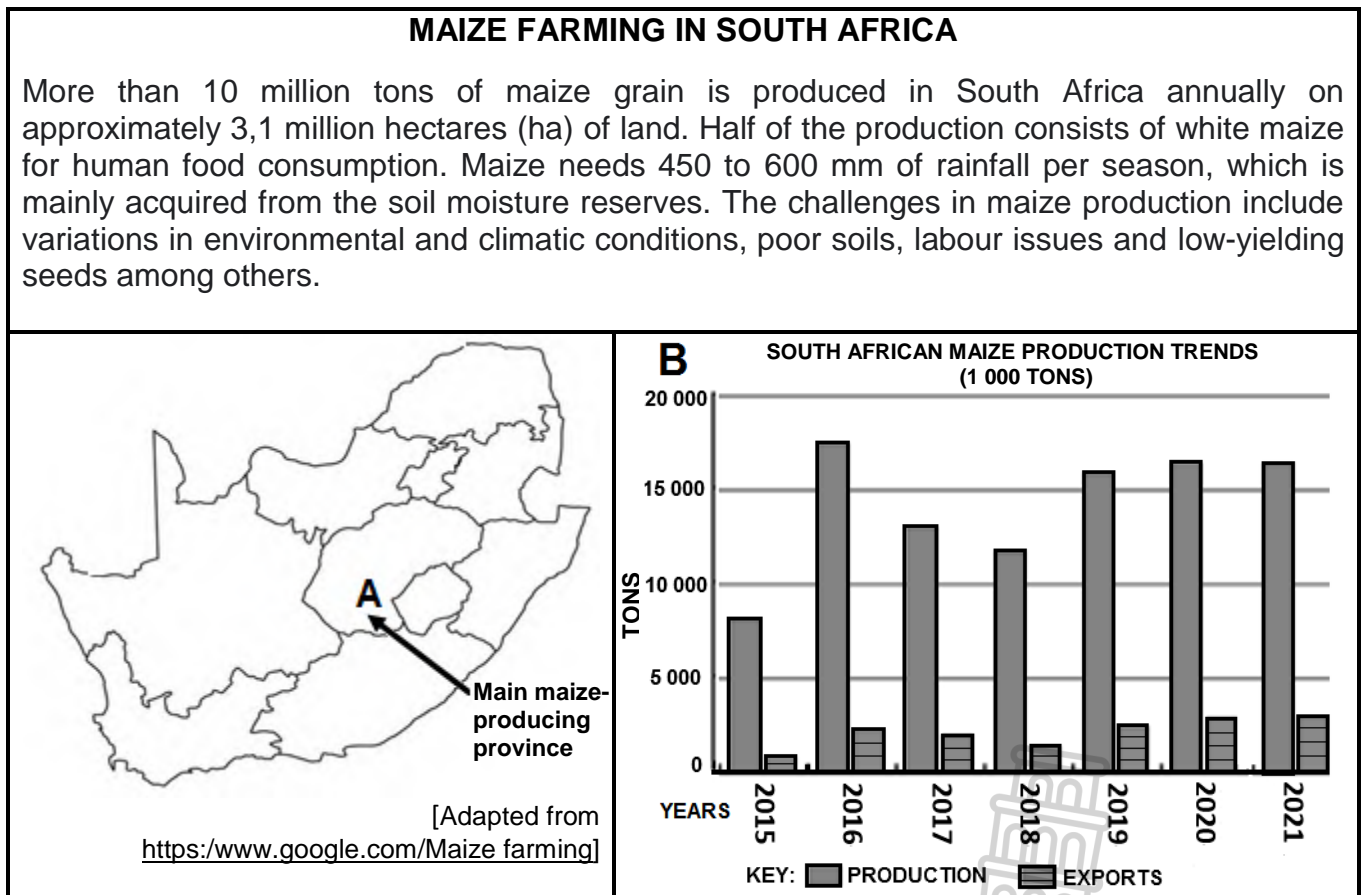 MAIZE FARMING IN SOUTH AFRICA
More than 10 million tons of maize grain is produced in South Africa annually on
approximately 3,1 million hectares (ha) of land. Half of the production consists of white maize
for human food consumption. Maize needs 450 to 600 mm of rainfall per season, which is
mainly acquired from the soil moisture reserves. The challenges in maize production include
variations in environmental and climatic conditions, poor soils, labour issues and low-yielding
seeds among others.
A
Main maize-
producing
province
[Adapted from
https:/www.google.com/Maize farming]
B
SOUTH AFRICAN MAIZE PRODUCTION TRENDS
(1 000 TONS)
TONS
20 000
15 000
10 000
5 000
0
YEARS
2015
2016
2017
2018
2019
2020
2021
KEY: PRODUCTION EXPORTS